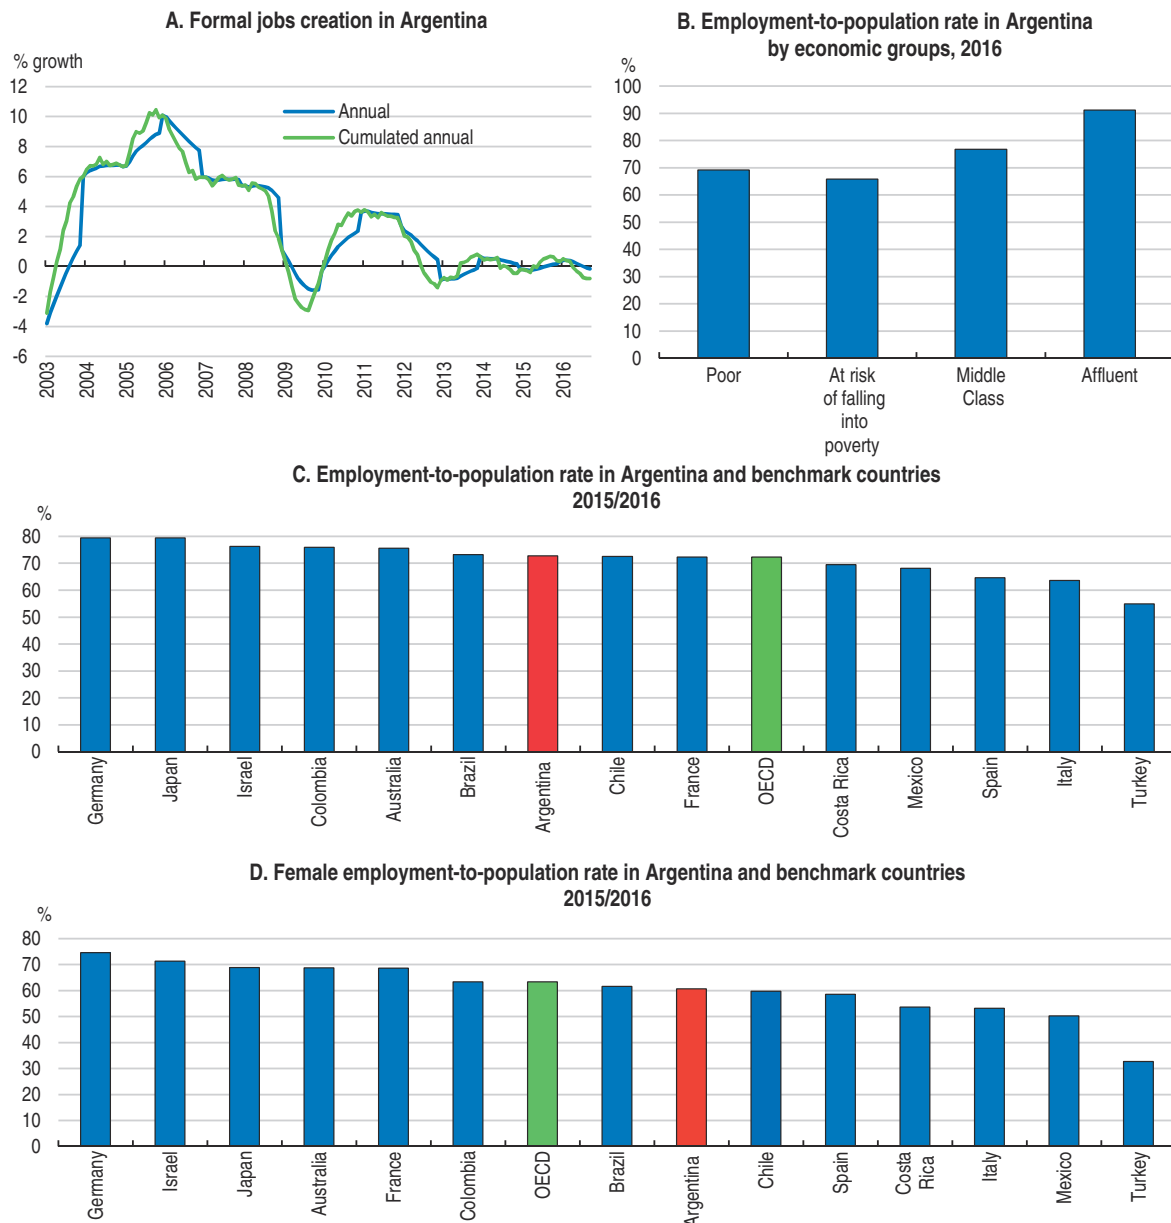 A. Formal jobs creation in Argentina
% growth
12
10
8
6
4
2
0
-2
-4
-6
Annual
Cumulated annual
2003
2004
2005
2006
2007
2008
2009
2010
2011
2012
2013
2014
2015
2016
B. Employment-to-population rate in Argentina
by economic groups, 2016
%
100
90
80
70
60
50
40
30
20
10
0
Poor
At risk
of falling
into
poverty
Middle
Class
Affluent
C. Employment-to-population rate in Argentina and benchmark countries
2015/2016
%
80
70
60
50
40
30
20
10
0
Germany
Japan
Israel
Colombia
Australia
Brazil
Argentina
Chile
France
OECD
Costa Rica
Mexico
Spain
Italy
Turkey
D. Female employment-to-population rate in Argentina and benchmark countries
2015/2016
%
80
70
60
50
40
30
20
10
0
Germany
Israel
Japan
Australia
France
Colombia
OECD
Brazil
Argentina
Chile
Spain
Costa
Rica
Italy
Mexico
Turkey